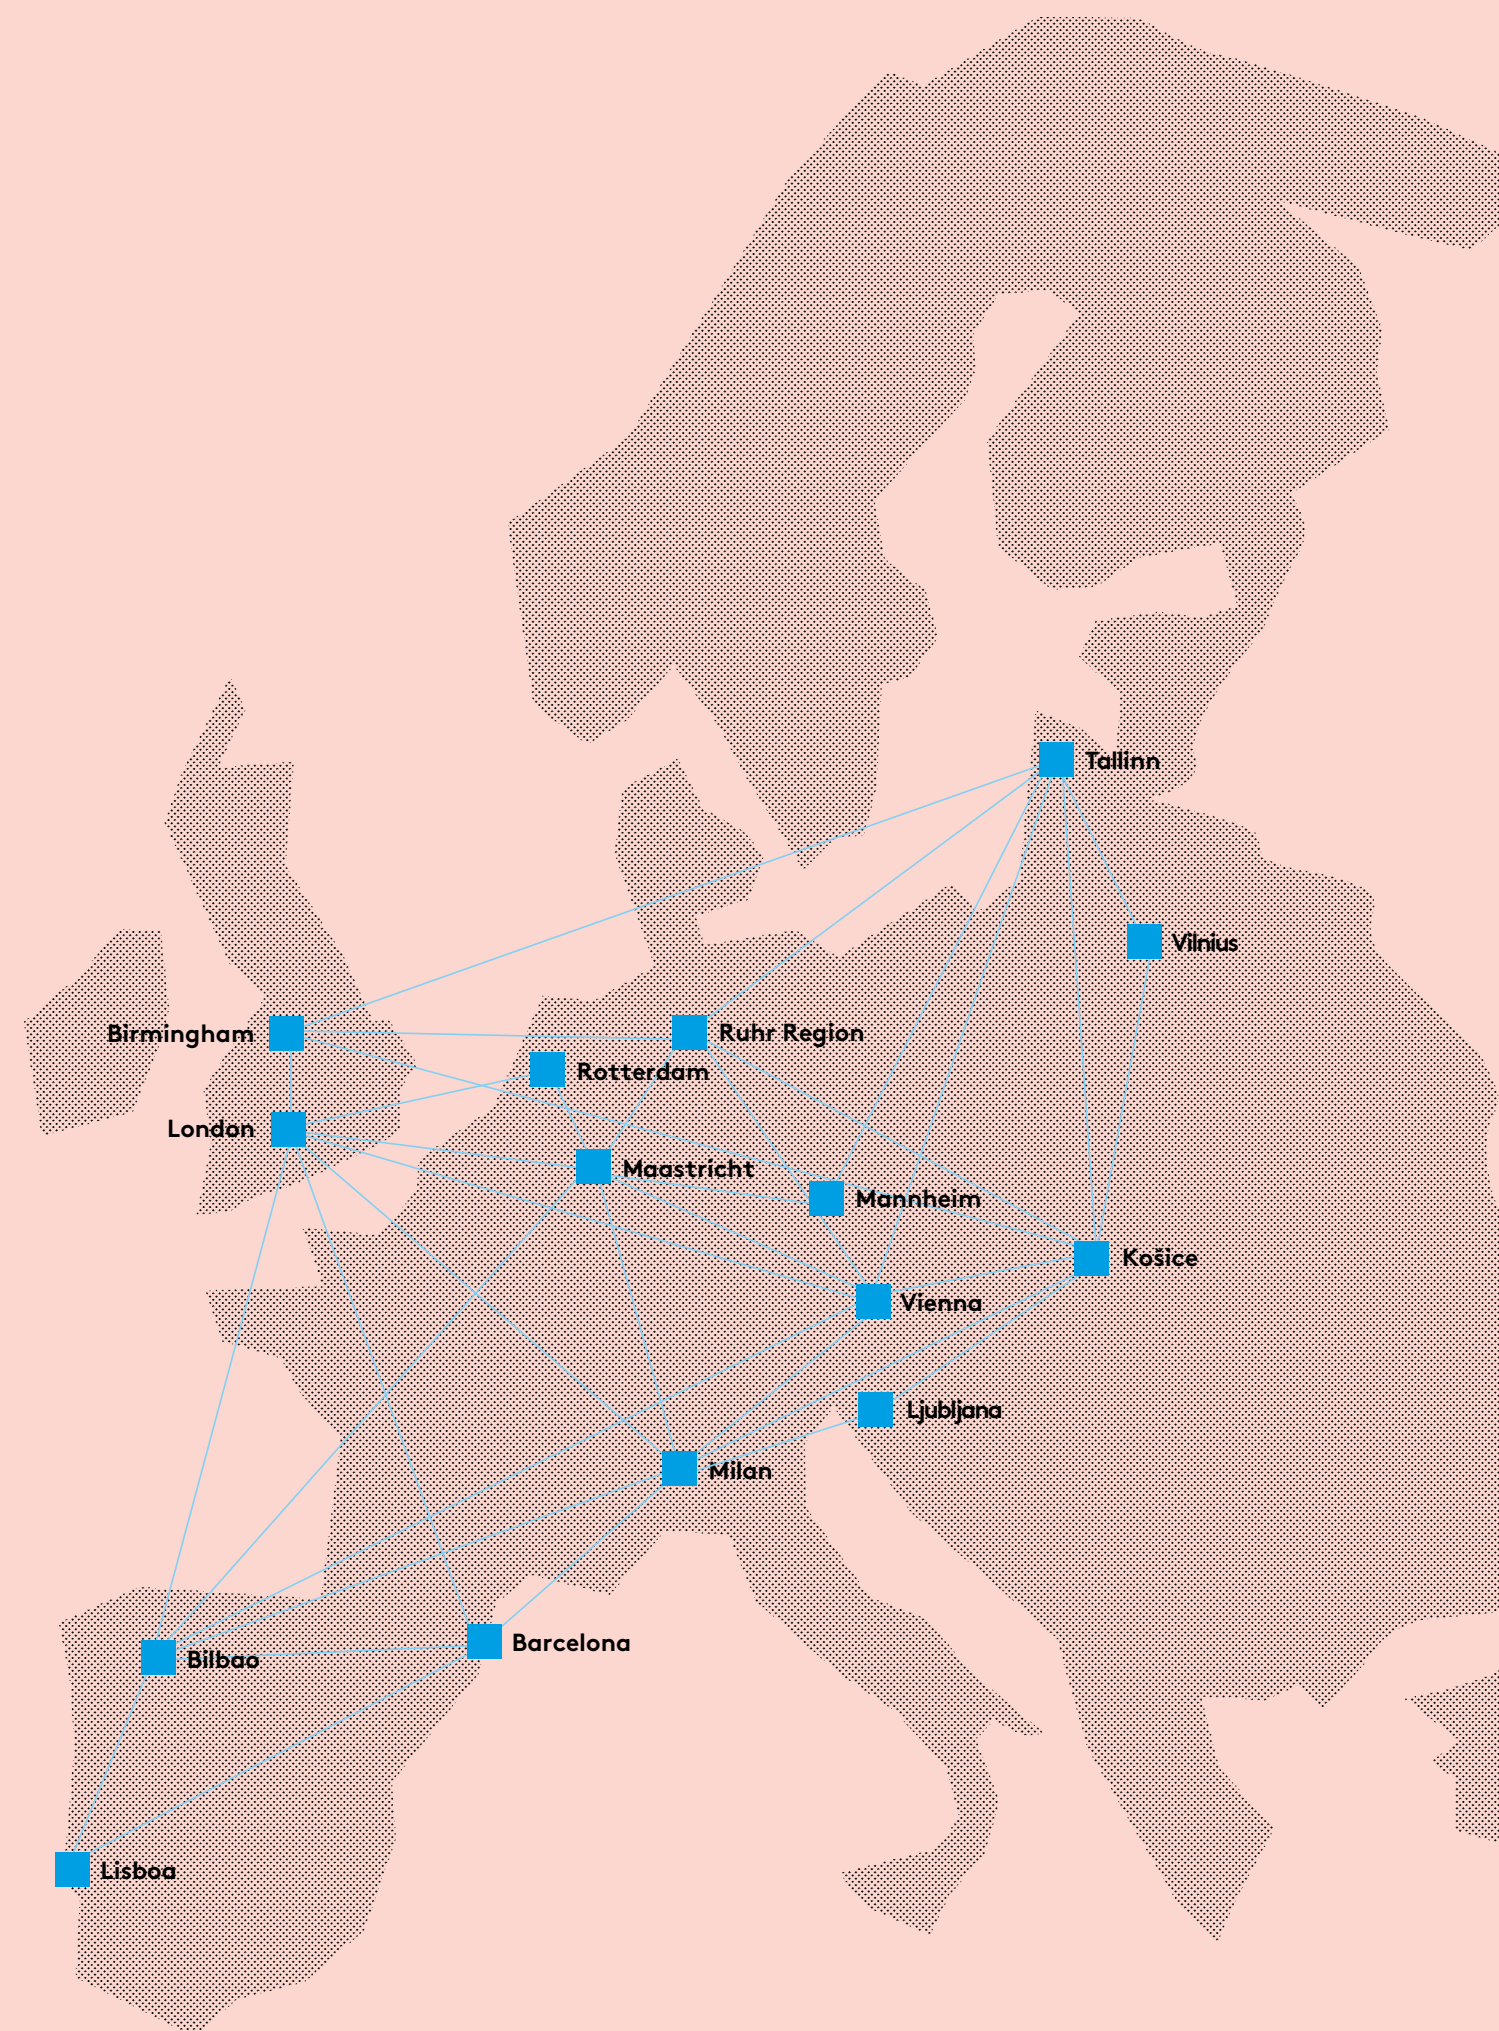 Tallinn
Vilnius
Birmingham
Ruhr Region
Rotterdam
London
Maastricht
Mannheim
Košice
Vienna
Ljubljana
Milan
Barcelona
Bilbao
Lisboa